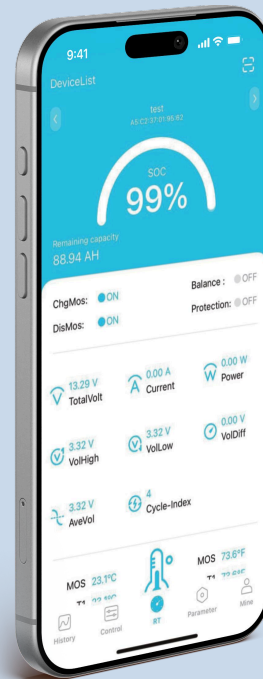 9:41
DeviceList
test
A5:C2:37:01:95:82
SOC
99%
Remaining capacity
88.94 AH
ChgMos: ON
Balance : OFF
DisMos: ON
Protection: OFF
13.29 V
TotalVolt
0.00 A
Current
0.00 W
Power
3.32 V
VolHigh
3.32 V
VolLow
0.00 V
VolDiff
3.32 V
AveVol
4
Cycle-Index
MOS 23.1°C
MOS 73.6°F
History
Control
RT
Parameter
Mine